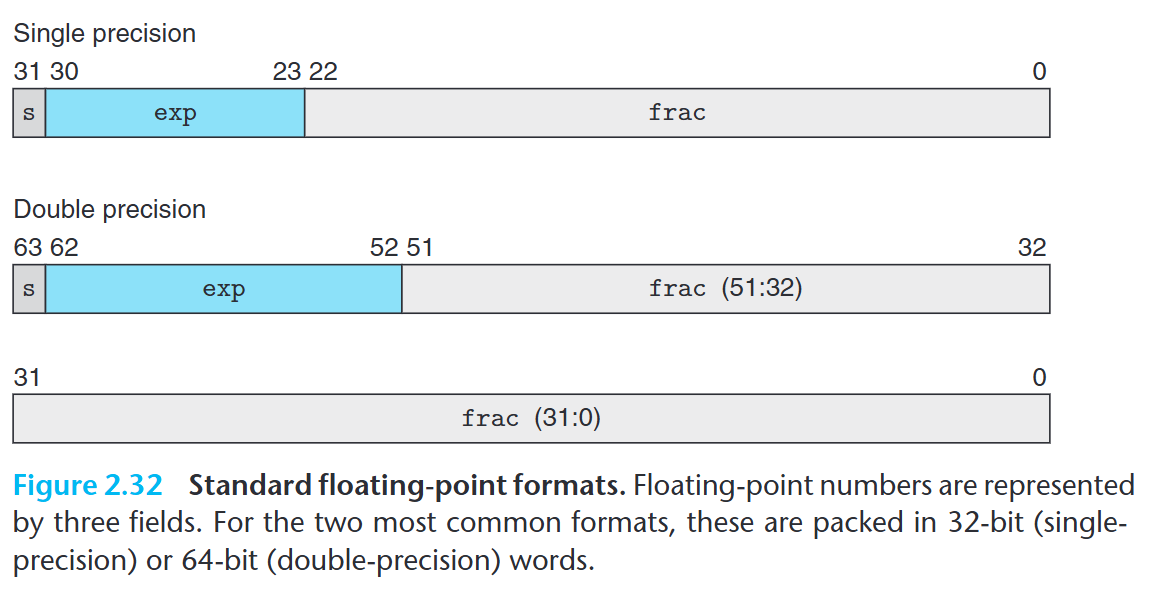 Single precision
31 30 23 22 0
s exp frac
Double precision
63 62 52 51 32
s exp frac (51:32)
31 0
frac (31:0)
Figure 2.32 Standard floating-point formats. Floating-point numbers are represented
by three fields. For the two most common formats, these are packed in 32-bit (single-
precision) or 64-bit (double-precision) words.